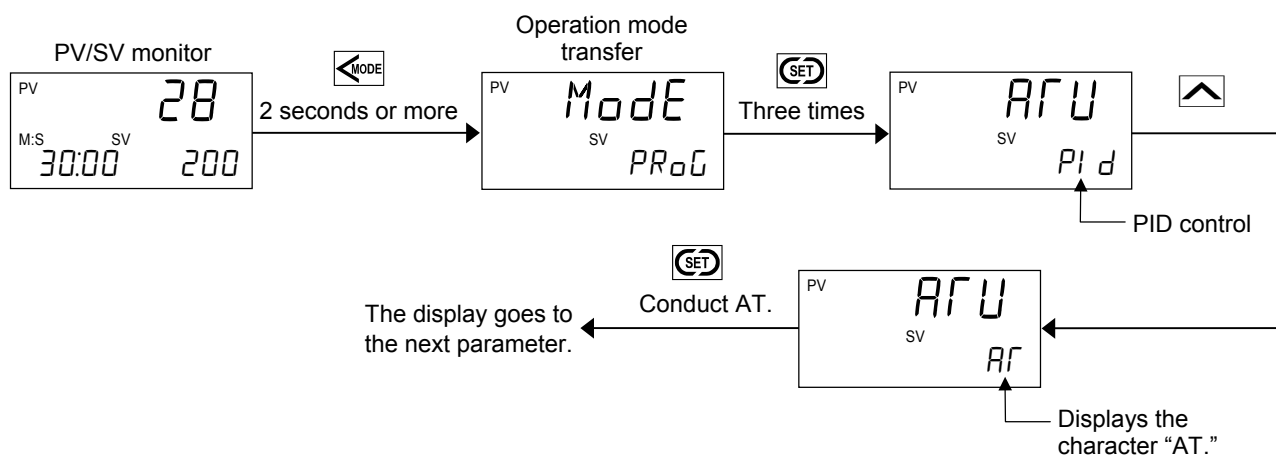 Operation mode
transfer
PV/SV monitor
MODE
SET
PV
28
M:S
SV
30:00
200
2 seconds or more
PV
ModE
SV
PRoG
Three times
PV
ATU
SV
PId
PID control
SET
Conduct AT.
The display goes to
the next parameter.
PV
ATU
SV
AT
Displays the
character “AT.”